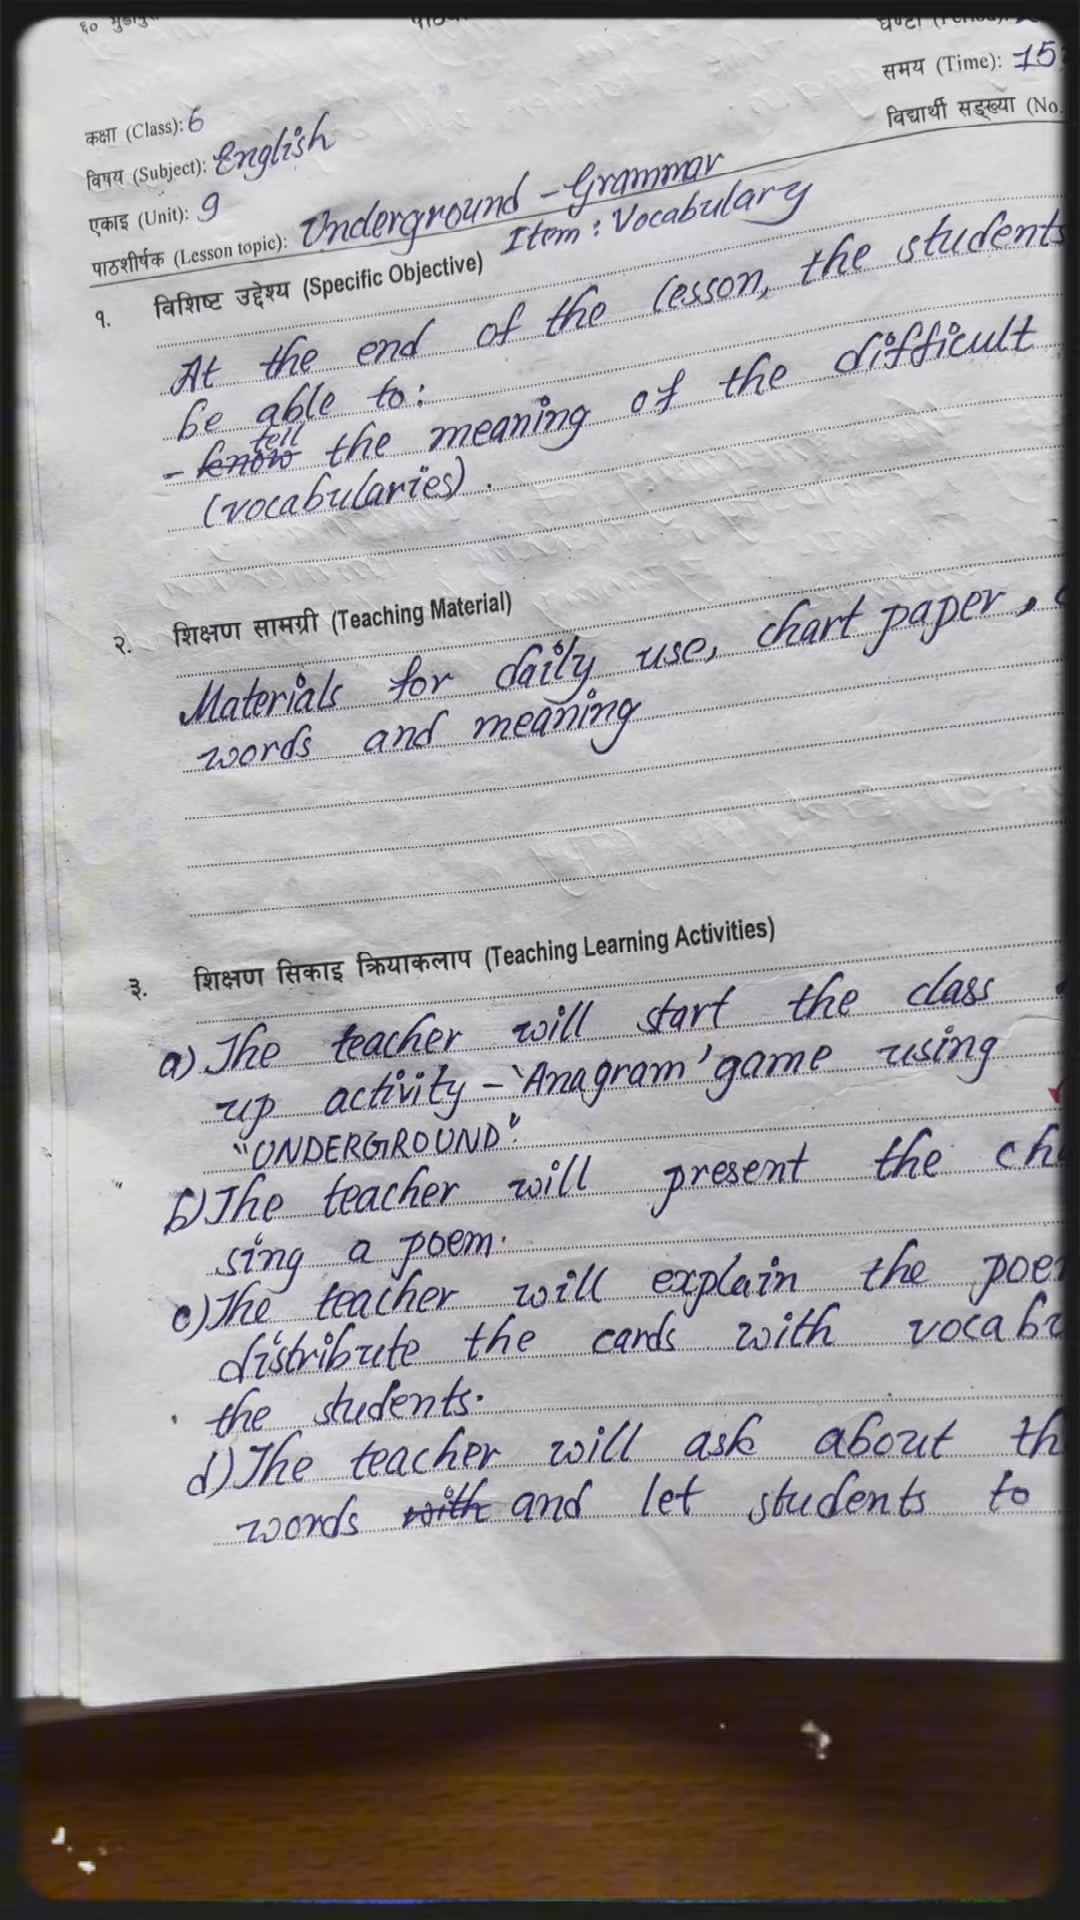 ६०
समय (Time): 15
कक्षा (Class): 6
विद्यार्थी सङ्ख्या (No.
विषय (Subject): English
एकाइ (Unit): 9
पाठशीर्षक (Lesson topic): Underground - Grammar
Item : Vocabulary
१. विशिष्ट उद्देश्य (Specific Objective)
At the end of the lesson, the students
be able to:
tell
- know the meaning of the difficult
(vocabularies).
२. शिक्षण सामग्री (Teaching Material)
Materials for daily use, chart paper,
words and meaning
३. शिक्षण सिकाइ क्रियाकलाप (Teaching Learning Activities)
a) The teacher will start the class
up activity - 'Anagram' game using
"UNDERGROUND".
b) The teacher will present the
sing a poem.
c) The teacher will explain the
distribute the cards with
the students.
d) The teacher will ask about
words with and let students to